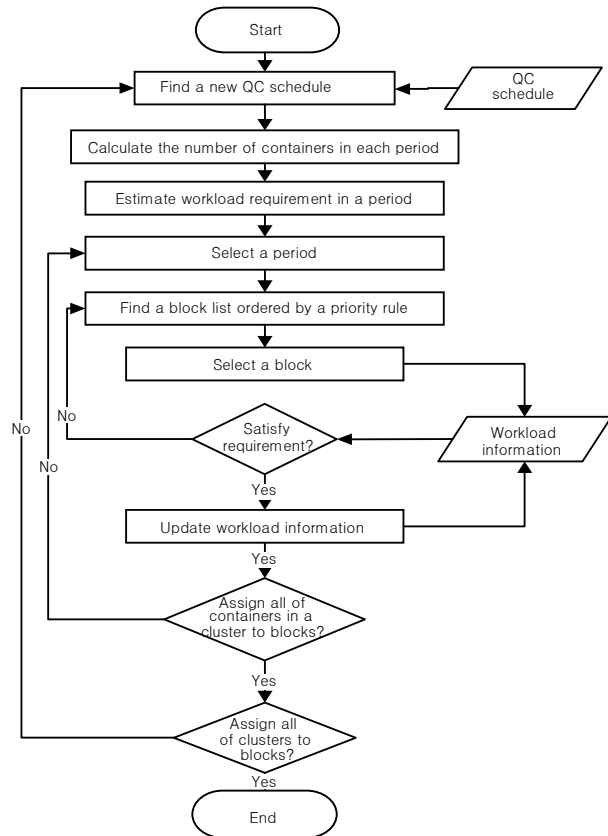 Start
Find a new QC schedule
QC
schedule
Calculate the number of containers in each period
Estimate workload requirement in a period
Select a period
Find a block list ordered by a priority rule
Select a block
No
Satisfy
requirement?
Workload
information
No
No
Yes
Update workload information
Yes
Assign all of
containers in a
cluster to blocks?
Yes
Assign all
of clusters to
blocks?
Yes
End